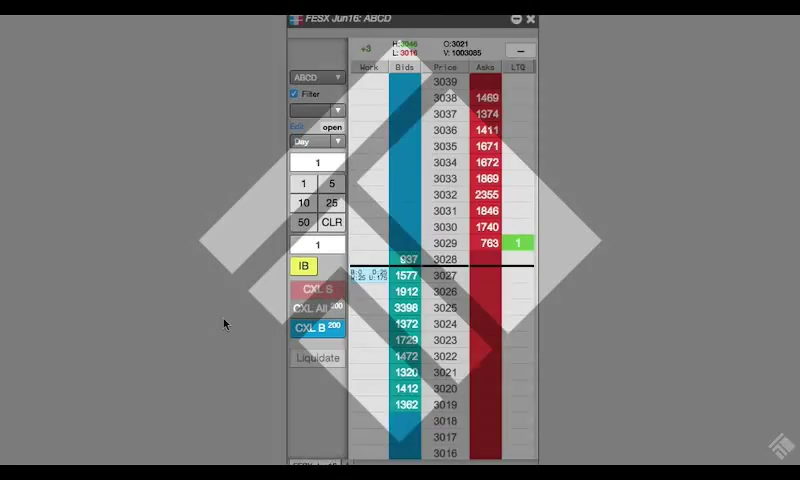 FESX Jun16: ABCD
+3 H:3046 O:3021
L: 3016 V: 1003085
Work Bids Price Asks LTQ
ABCD
Filter
Edit open
Day
1
1 5
10 25
50 CLR
1
IB
CXL S
CXL All 200
CXL B 200
Liquidate
3039
3038 1469
3037 1374
3036 1411
3035 1671
3034 1672
3033 1869
3032 2355
3031 1846
3030 1740
3029 763 1
937 3028
1577 3027
1912 3026
3398 3025
1372 3024
1729 3023
1472 3022
1320 3021
1412 3020
1362 3019
3018
3017
3016